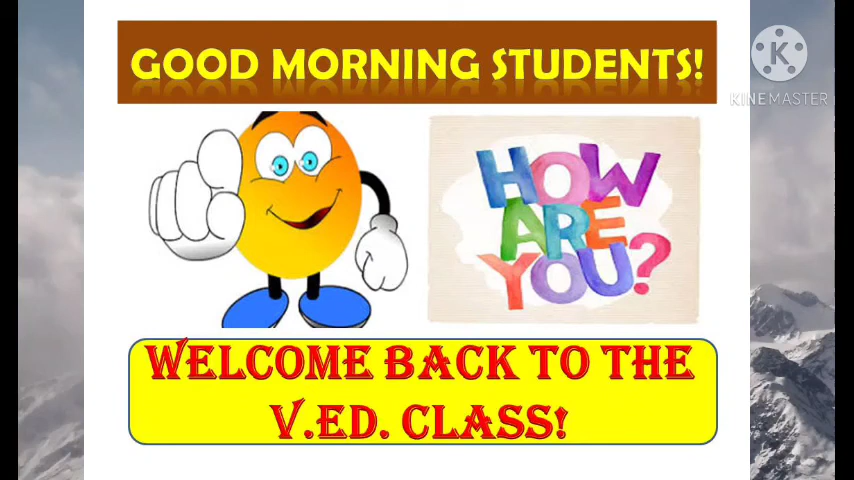 GOOD MORNING STUDENTS!
K
KINEMASTER
HOW
ARE
YOU?
WELCOME BACK TO THE
V.ED. CLASS!